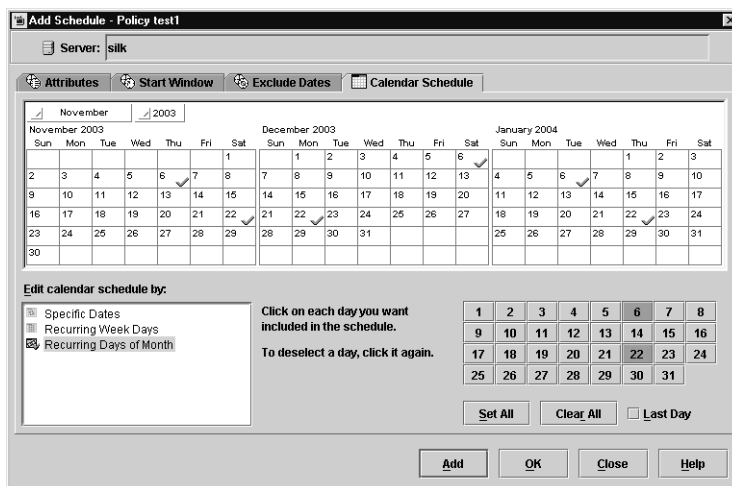 Add Schedule - Policy test1
Server: silk
Attributes Start Window Exclude Dates Calendar Schedule
November 2003
November 2003 December 2003 January 2004
Sun Mon Tue Wed Thu Fri Sat Sun Mon Tue Wed Thu Fri Sat Sun Mon Tue Wed Thu Fri Sat
1 1 2 3 4 5 6 1 2 3
2 3 4 5 6 7 8 7 8 9 10 11 12 13 4 5 6 7 8 9 10
9 10 11 12 13 14 15 14 15 16 17 18 19 20 11 12 13 14 15 16 17
16 17 18 19 20 21 22 21 22 23 24 25 26 27 18 19 20 21 22 23 24
23 24 25 26 27 28 29 28 29 30 31 25 26 27 28 29 30 31
30
Edit calendar schedule by:
Specific Dates
Recurring Week Days
Recurring Days of Month
Click on each day you want
included in the schedule.
To deselect a day, click it again.
1 2 3 4 5 6 7 8
9 10 11 12 13 14 15 16
17 18 19 20 21 22 23 24
25 26 27 28 29 30 31
Set All Clear All Last Day
Add OK Close Help